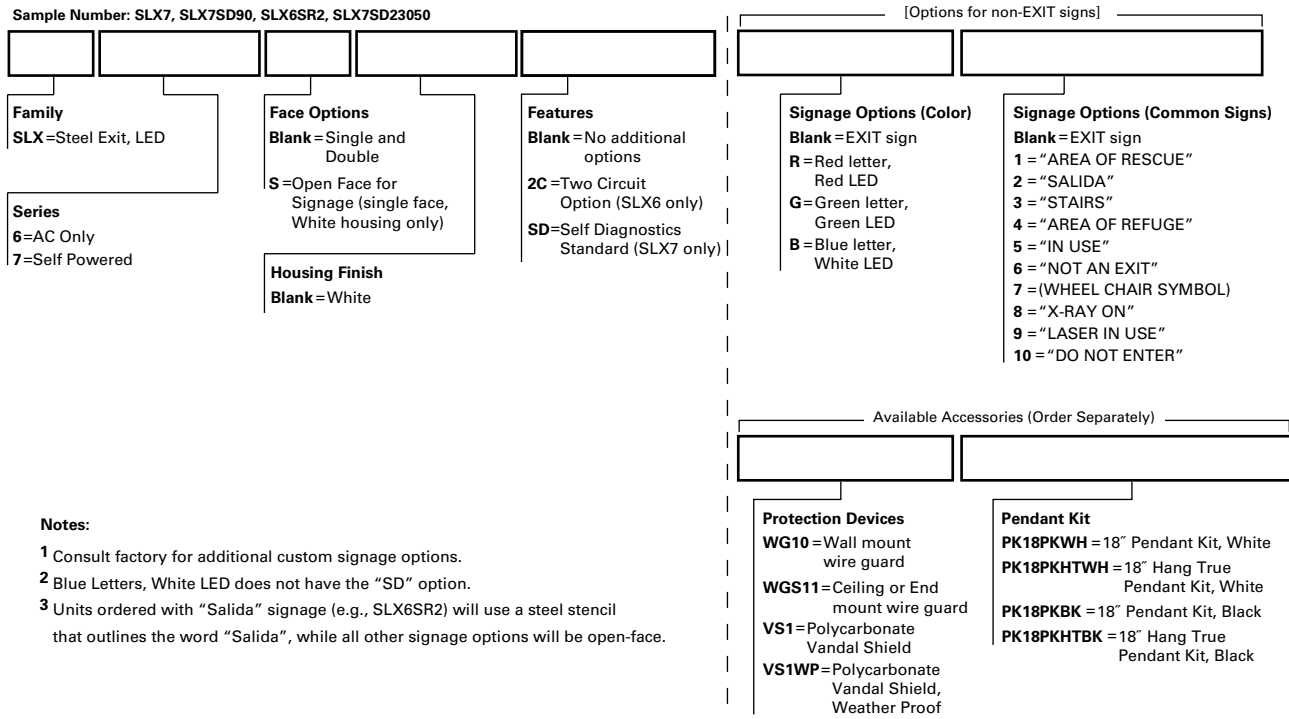 Sample Number: SLX7, SLX7SD90, SLX6SR2, SLX7SD23050
[Options for non-EXIT signs]
Family
SLX=Steel Exit, LED
Series
6=AC Only
7=Self Powered
Face Options
Blank=Single and
Double
S=Open Face for
Signage (single face,
White housing only)
Housing Finish
Blank=White
Features
Blank=No additional
options
2C=Two Circuit
Option (SLX6 only)
SD=Self Diagnostics
Standard (SLX7 only)
Signage Options (Color)
Blank=EXIT sign
R=Red letter,
Red LED
G=Green letter,
Green LED
B=Blue letter,
White LED
Signage Options (Common Signs)
Blank=EXIT sign
1 =“AREA OF RESCUE”
2 =“SALIDA”
3 =“STAIRS”
4 =“AREA OF REFUGE”
5 =“IN USE”
6 =“NOT AN EXIT”
7 =(WHEEL CHAIR SYMBOL)
8 =“X-RAY ON”
9 =“LASER IN USE”
10 =“DO NOT ENTER”
Available Accessories (Order Separately)
Protection Devices
WG10=Wall mount
wire guard
WGS11=Ceiling or End
mount wire guard
VS1=Polycarbonate
Vandal Shield
VS1WP=Polycarbonate
Vandal Shield,
Weather Proof
Pendant Kit
PK18PKWH=18˝ Pendant Kit, White
PK18PKHTWH=18˝ Hang True
Pendant Kit, White
PK18PKBK=18˝ Pendant Kit, Black
PK18PKHTBK=18˝ Hang True
Pendant Kit, Black
Notes:
1 Consult factory for additional custom signage options.
2 Blue Letters, White LED does not have the “SD” option.
3 Units ordered with “Salida” signage (e.g., SLX6SR2) will use a steel stencil
that outlines the word “Salida”, while all other signage options will be open-face.